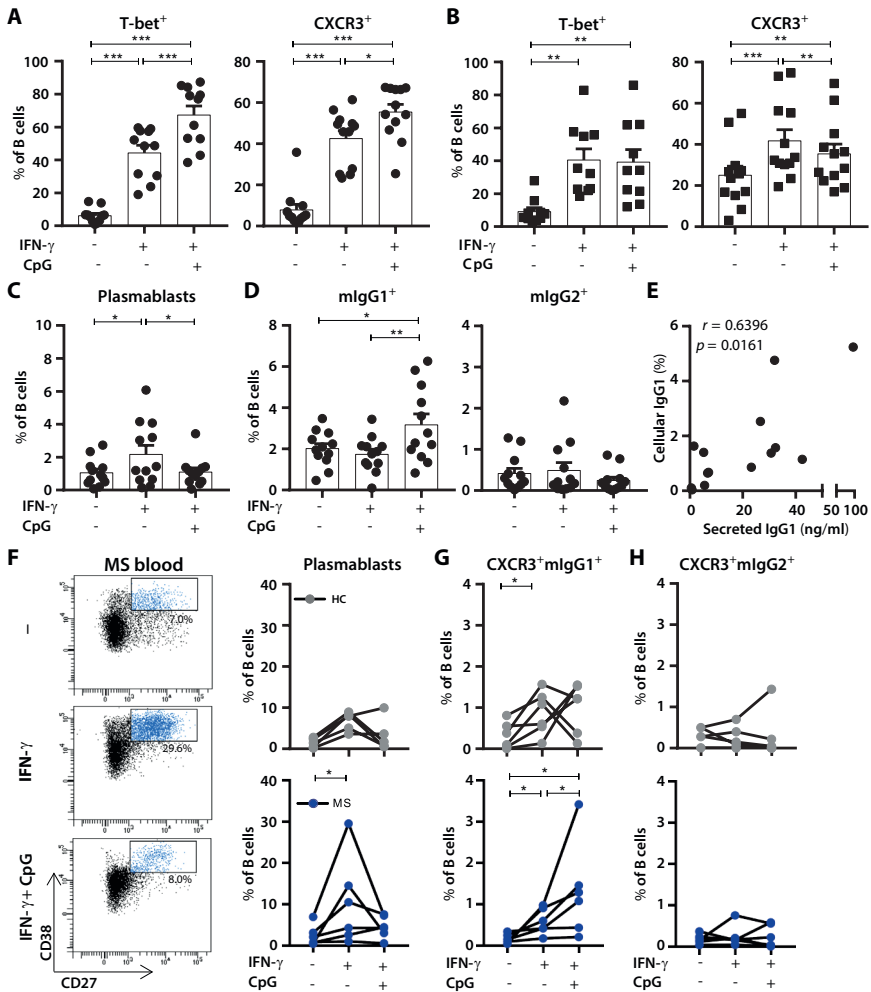 A
T-bet+
***
***
***
% of B cells
100
80
60
40
20
0
IFN-γ - + +
CpG - - +
CXCR3+
***
***
*
80
60
40
20
0
- + +
- - +
B
T-bet+
**
**
% of B cells
100
80
60
40
20
0
IFN-γ - + +
CpG - - +
CXCR3+
**
***
**
80
60
40
20
0
- + +
- - +
C
Plasmablasts
*
*
% of B cells
10
8
6
4
2
0
IFN-γ - + +
CpG - - +
D
mIgG1+
*
**
% of B cells
8
6
4
2
0
IFN-γ - + +
CpG - - +
mIgG2+
4
3
2
1
0
- + +
- - +
E
r = 0.6396
p = 0.0161
Cellular IgG1 (%)
6
4
2
0
0 20 40 50 100
Secreted IgG1 (ng/ml)
F
MS blood
–
7.0%
IFN-γ
29.6%
IFN-γ + CpG
8.0%
CD38
CD27
Plasmablasts
HC
% of B cells
40
30
20
10
0
*
MS
% of B cells
40
30
20
10
0
IFN-γ - + +
CpG - - +
G
CXCR3+mIgG1+
*
% of B cells
4
3
2
1
0
*
*
*
% of B cells
4
3
2
1
0
IFN-γ - + +
CpG - - +
H
CXCR3+mIgG2+
% of B cells
4
3
2
1
0
% of B cells
4
3
2
1
0
IFN-γ - + +
CpG - - +